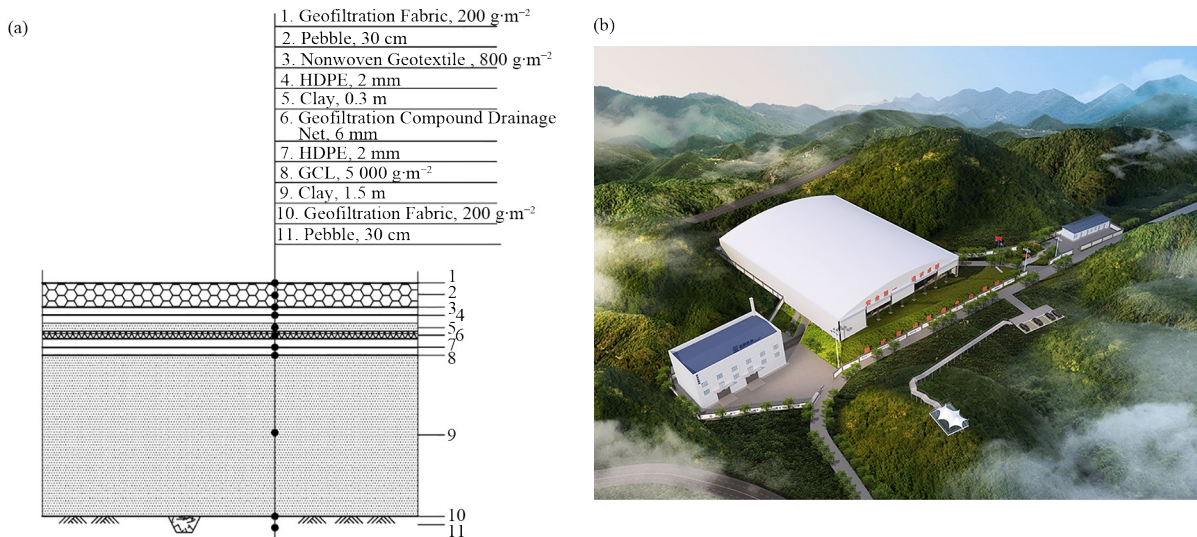 (a)
1. Geofiltration Fabric, 200 g·m⁻²
2. Pebble, 30 cm
3. Nonwoven Geotextile , 800 g·m⁻²
4. HDPE, 2 mm
5. Clay, 0.3 m
6. Geofiltration Compound Drainage
Net, 6 mm
7. HDPE, 2 mm
8. GCL, 5 000 g·m⁻²
9. Clay, 1.5 m
10. Geofiltration Fabric, 200 g·m⁻²
11. Pebble, 30 cm
1
2
3
4
5
6
7
8
9
10
11
(b)